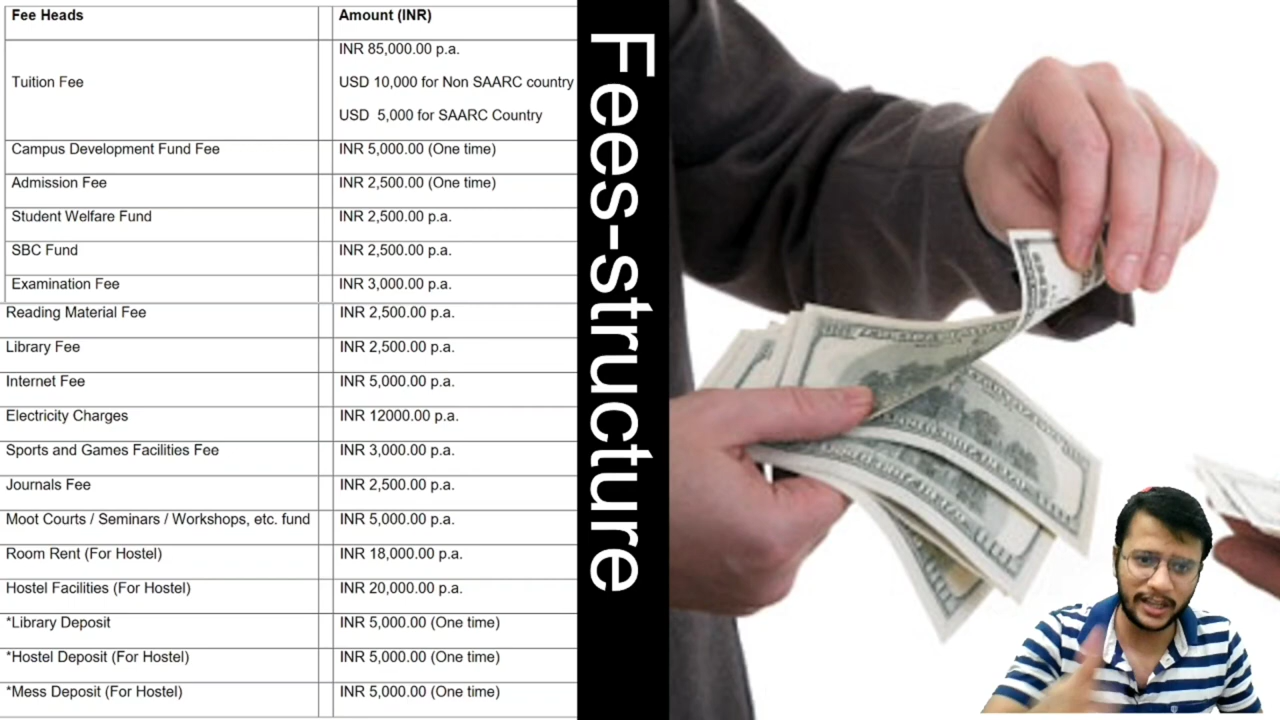 Fee Heads Amount (INR)
INR 85,000.00 p.a.
Tuition Fee USD 10,000 for Non SAARC country
USD 5,000 for SAARC Country
Campus Development Fund Fee INR 5,000.00 (One time)
Admission Fee INR 2,500.00 (One time)
Student Welfare Fund INR 2,500.00 p.a.
SBC Fund INR 2,500.00 p.a.
Examination Fee INR 3,000.00 p.a.
Reading Material Fee INR 2,500.00 p.a.
Library Fee INR 2,500.00 p.a.
Internet Fee INR 5,000.00 p.a.
Electricity Charges INR 12000.00 p.a.
Sports and Games Facilities Fee INR 3,000.00 p.a.
Journals Fee INR 2,500.00 p.a.
Moot Courts / Seminars / Workshops, etc. fund INR 5,000.00 p.a.
Room Rent (For Hostel) INR 18,000.00 p.a.
Hostel Facilities (For Hostel) INR 20,000.00 p.a.
*Library Deposit INR 5,000.00 (One time)
*Hostel Deposit (For Hostel) INR 5,000.00 (One time)
*Mess Deposit (For Hostel) INR 5,000.00 (One time)
Fees-structure